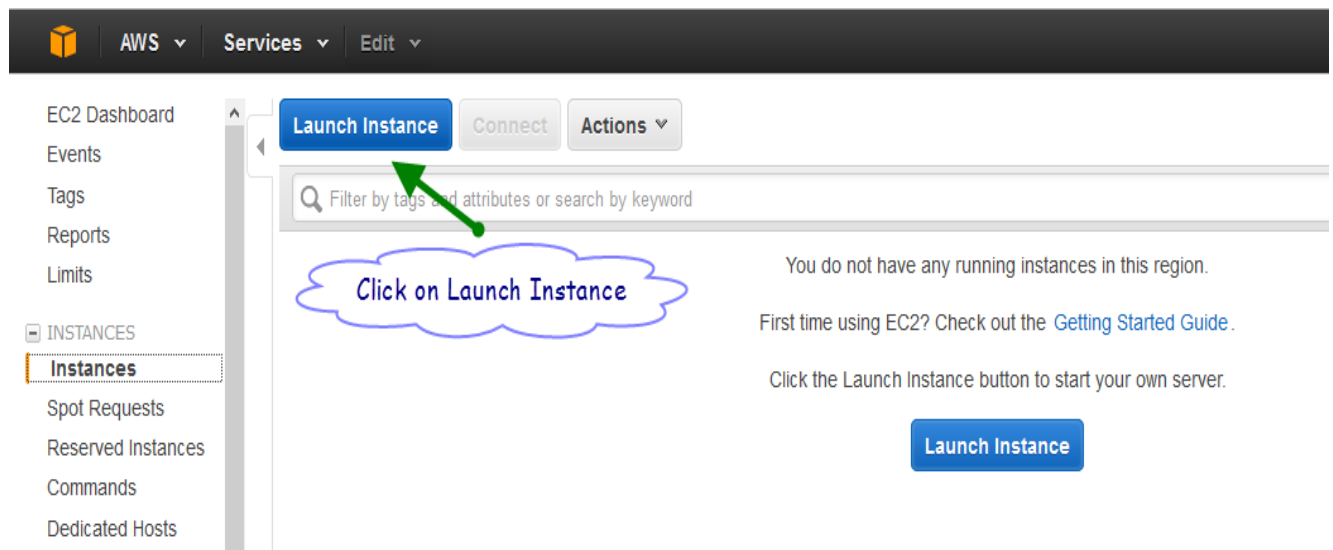 AWS Services Edit
EC2 Dashboard
Events
Tags
Reports
Limits
INSTANCES
Instances
Spot Requests
Reserved Instances
Commands
Dedicated Hosts
Launch Instance Connect Actions
Filter by tags and attributes or search by keyword
Click on Launch Instance
You do not have any running instances in this region.
First time using EC2? Check out the Getting Started Guide.
Click the Launch Instance button to start your own server.
Launch Instance